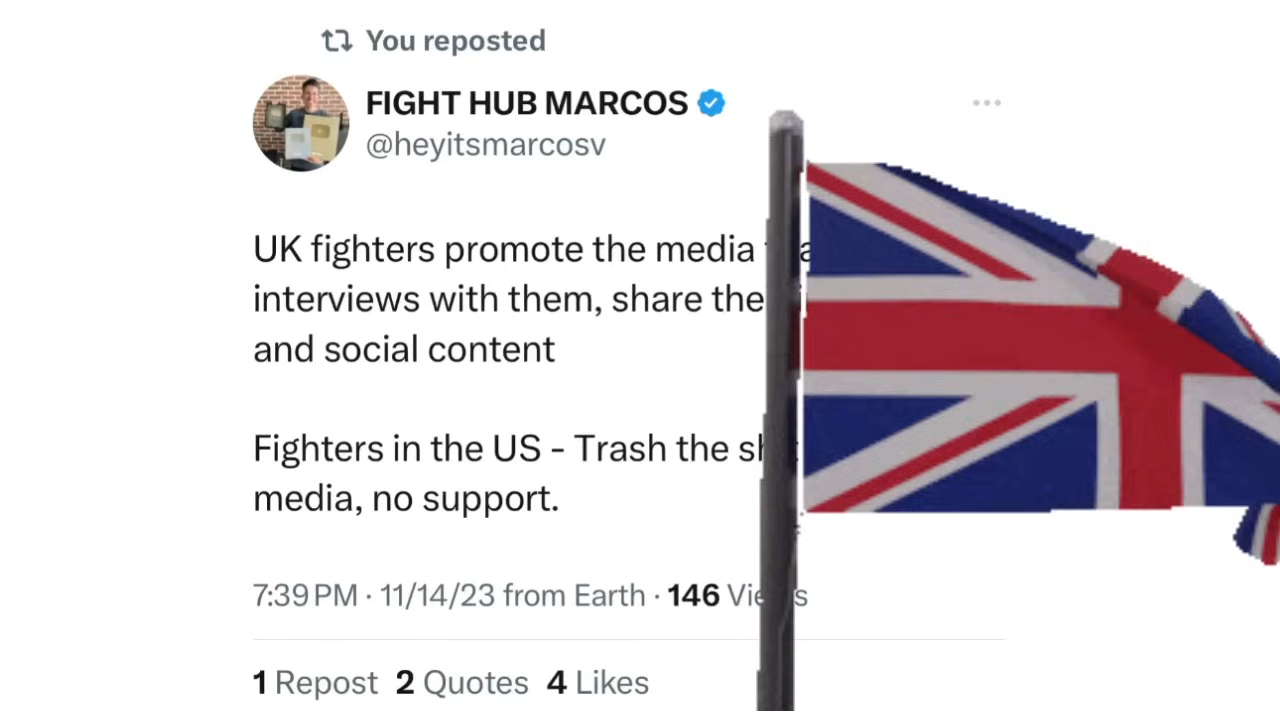 You reposted
FIGHT HUB MARCOS
@heyitsmarcosv
UK fighters promote the media
interviews with them, share the
and social content
Fighters in the US - Trash the
media, no support.
7:39 PM · 11/14/23 from Earth · 146 Views
1 Repost 2 Quotes 4 Likes